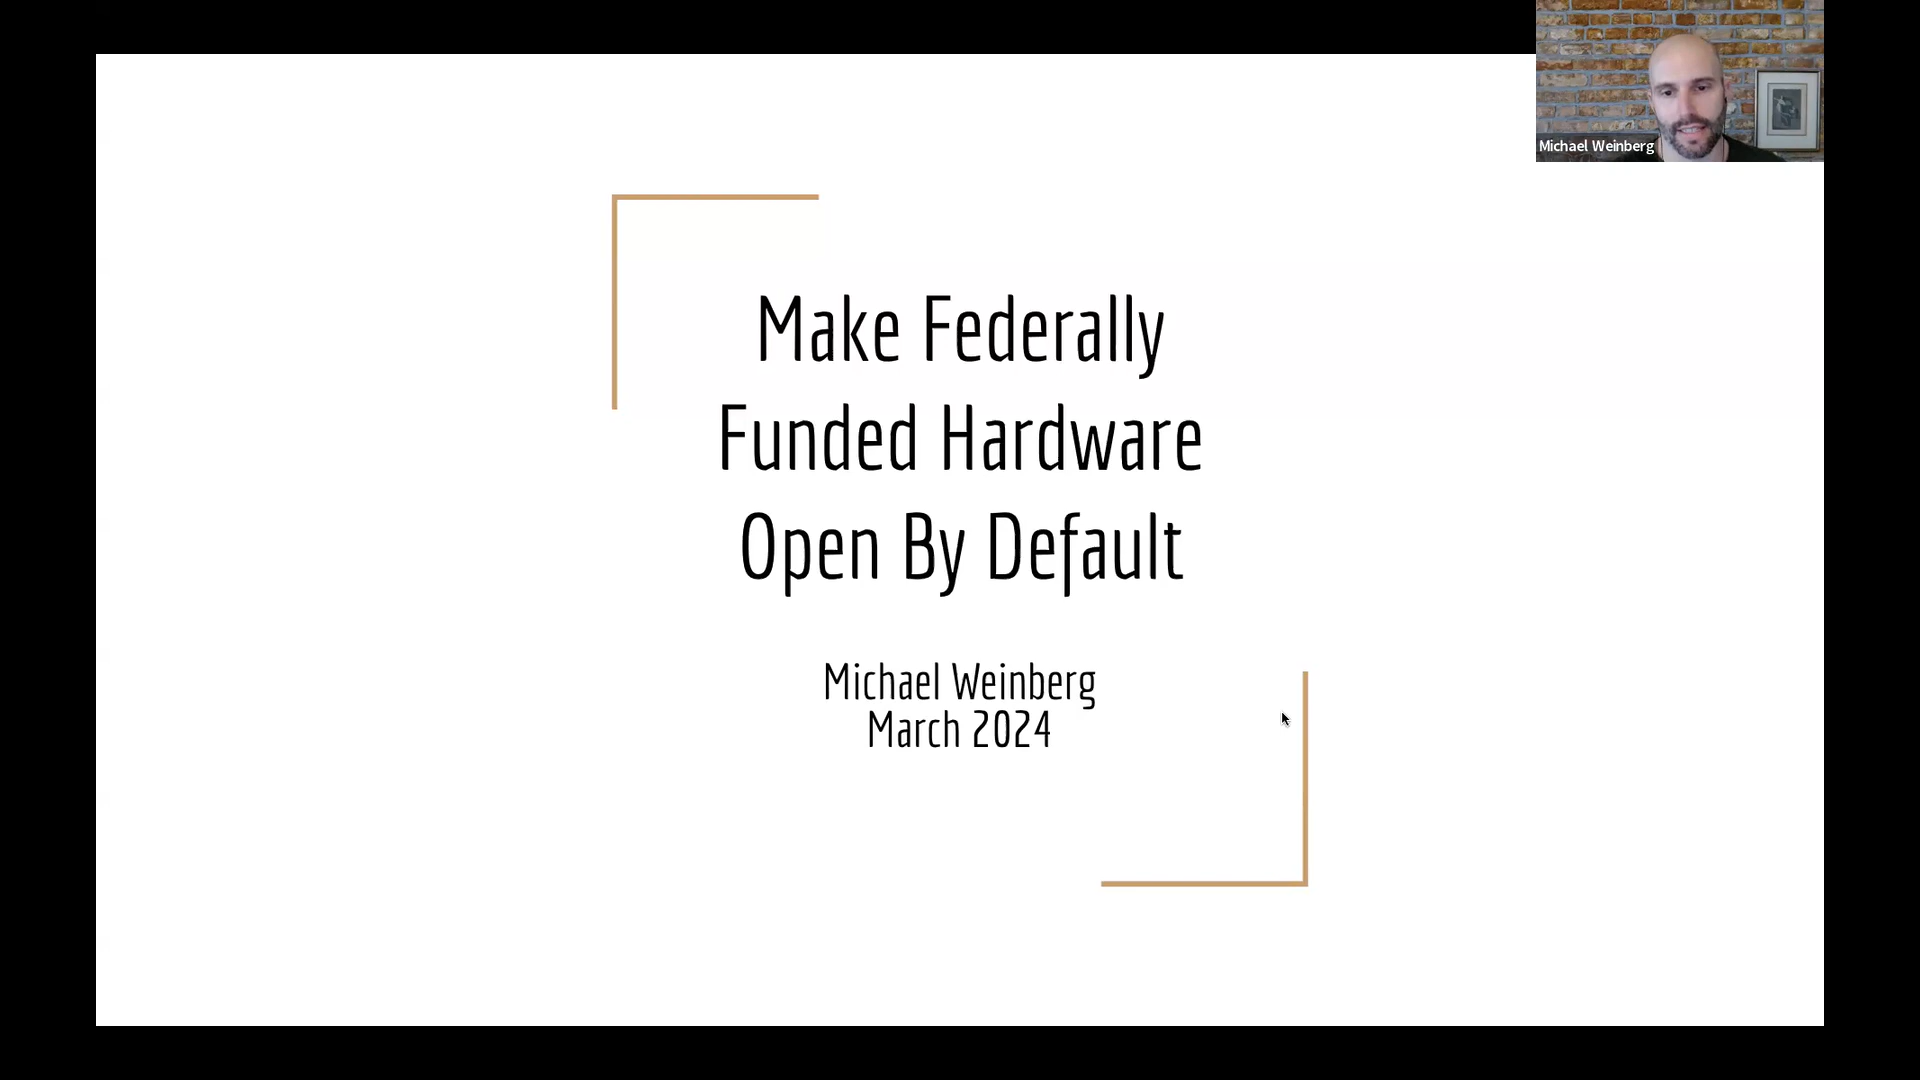 Michael Weinberg
Make Federally
Funded Hardware
Open By Default
Michael Weinberg
March 2024